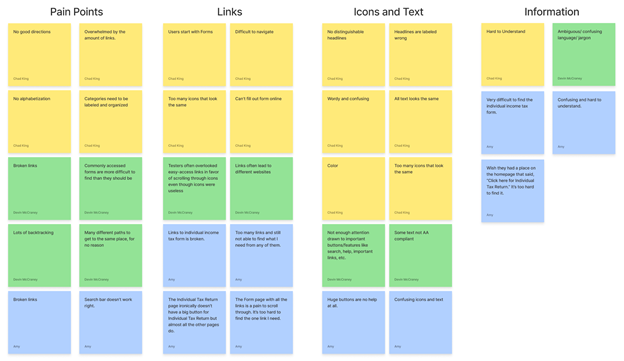 Pain Points
No good directions
Chad King
Overwhelmed by the
amount of links.
Chad King
No alphabetization
Chad King
Categories need to be
labeled and organized
Chad King
Broken links
Devin McCraney
Commonly accessed
forms are more difficult to
find than they should be
Devin McCraney
Lots of backtracking
Devin McCraney
Many different paths to
get to the same place, for
no reason
Devin McCraney
Broken links
Amy
Search bar doesn't work
right.
Amy
Links
Users start with Forms
Chad King
Difficult to navigate
Chad King
Too many icons that look
the same
Chad King
Can't fill out form online
Chad King
Testers often overlooked
easy-access links in favor
of scrolling through icons
even though icons were
useless
Devin McCraney
Links often lead to
different websites
Devin McCraney
Links to individual income
tax form is broken.
Amy
Too many links and still
not able to find what I
need from any of them.
Amy
The Individual Tax Return
page ironically doesn't
have a big button for
Individual Tax Return but
almost all the other pages
do.
Amy
The Form page with all the
links is a pain to scroll
through. It's too hard to
find the one link I need.
Amy
Icons and Text
No distinguishable
headlines
Chad King
Headlines are labeled
wrong
Chad King
Wordy and confusing
Chad King
All text looks the same
Chad King
Color
Chad King
Too many icons that look
the same
Chad King
Not enough attention
drawn to important
buttons/features like
search, help, important
links, etc.
Devin McCraney
Some text not AA
compliant
Devin McCraney
Huge buttons are no help
at all.
Amy
Confusing icons and text
Amy
Information
Hard to Understand
Chad King
Ambiguous/ confusing
language/ jargon
Devin McCraney
Very difficult to find the
individual income tax
form.
Amy
Confusing and hard to
understand.
Amy
Wish they had a place on
the homepage that said,
"Click here for Individual
Tax Return." It's too hard
to find it.
Amy